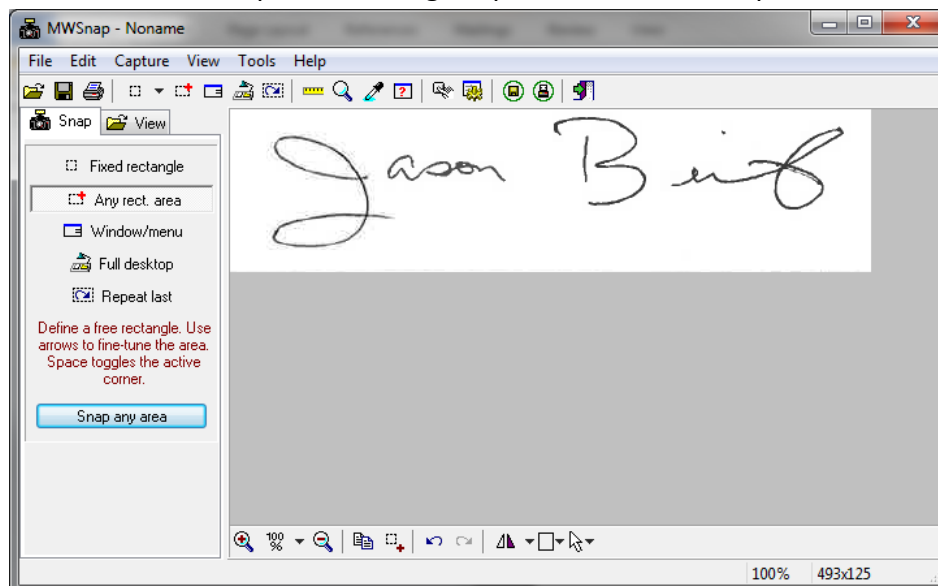 MWSnap - Noname
File Edit Capture View Tools Help
Snap View
Fixed rectangle
Any rect. area
Window/menu
Full desktop
Repeat last
Define a free rectangle. Use
arrows to fine-tune the area.
Space toggles the active
corner.
Snap any area
Jason
100%
100% 493x125